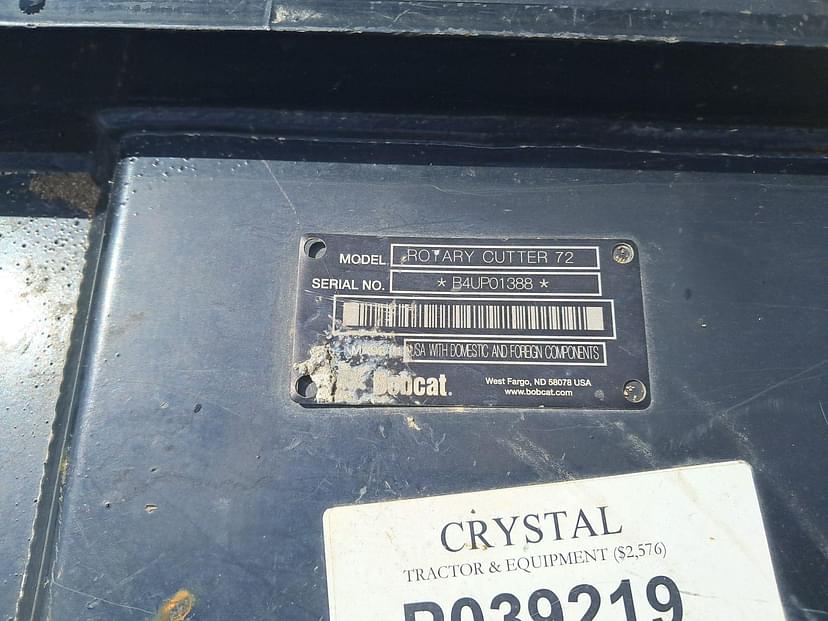 MODEL ROTARY CUTTER 72
SERIAL NO. * B4UP01388 *
USA WITH DOMESTIC AND FOREIGN COMPONENTS
Bobcat®
West Fargo, ND 58078 USA
www.bobcat.com
CRYSTAL
TRACTOR & EQUIPMENT ($2,576)
039219